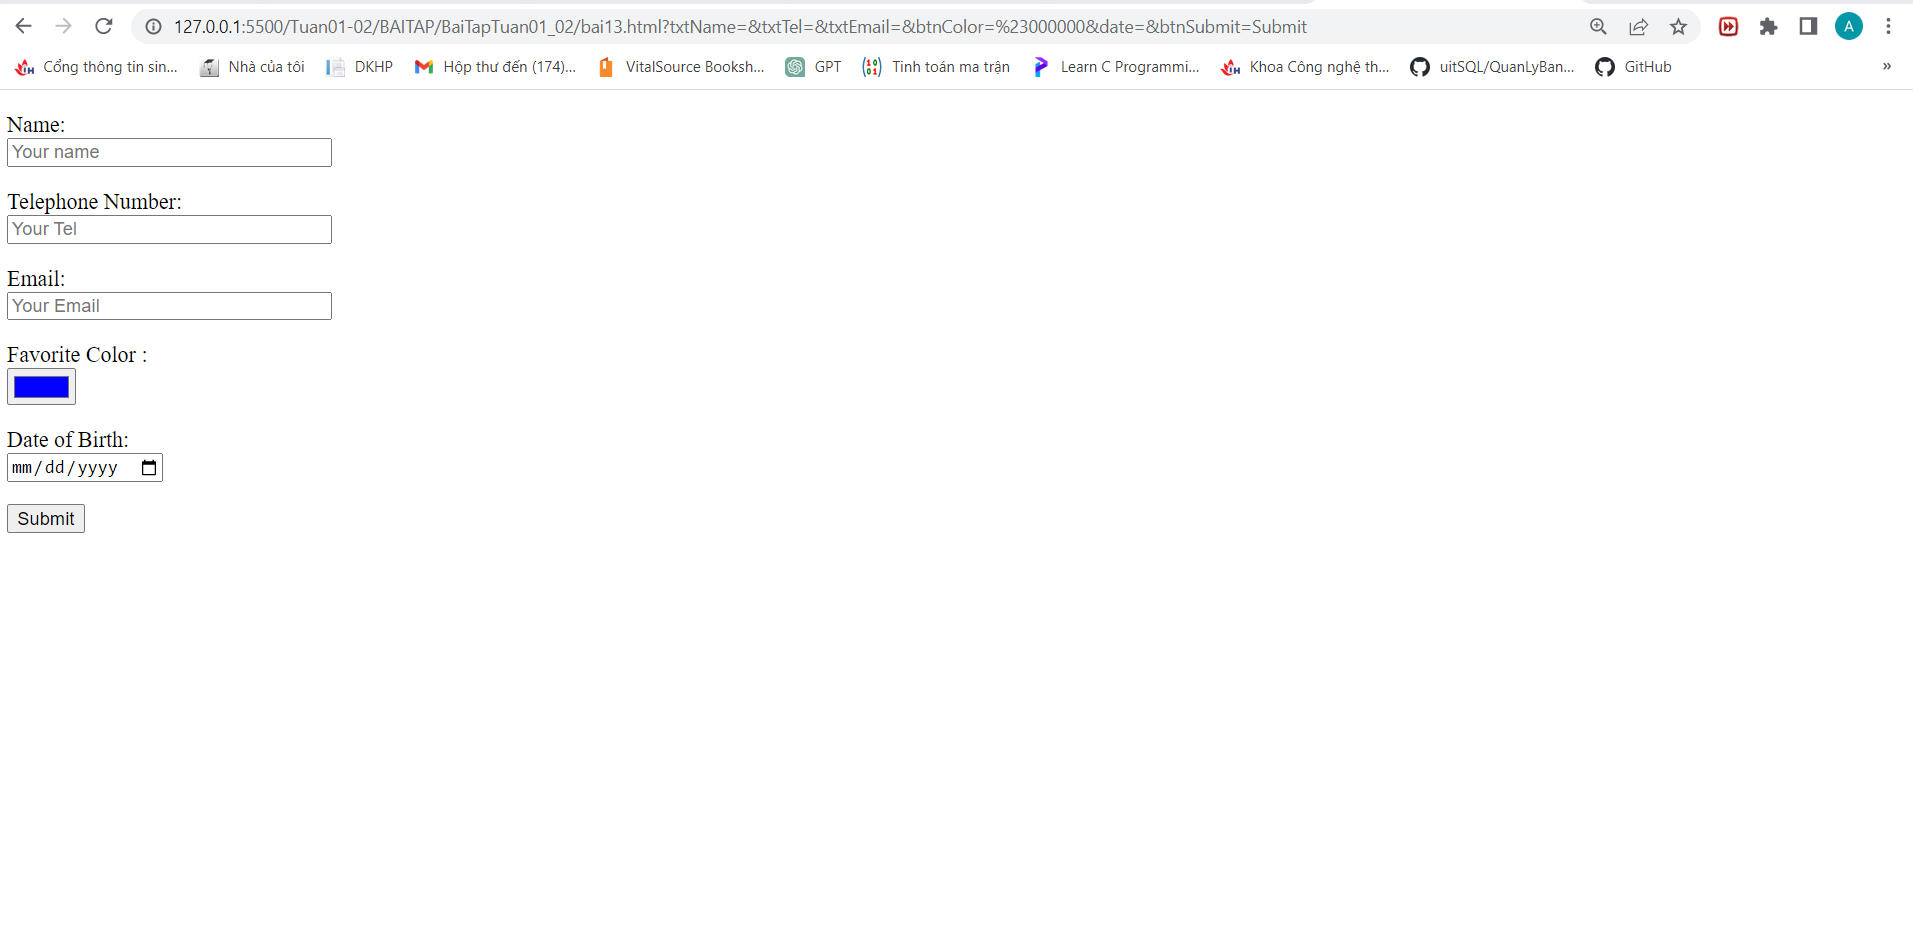 127.0.0.1:5500/Tuan01-02/BAITAP/BaiTapTuan01_02/bai13.html?txtName=&txtTel=&txtEmail=&btnColor=%23000000&date=&btnSubmit=Submit
A
Cổng thông tin sin... Nhà của tôi DKHP Hộp thư đến (174)... VitalSource Booksh... GPT Tinh toán ma trận Learn C Programmi... Khoa Công nghệ th... uitSQL/QuanLyBan... GitHub »
Name:
Your name
Telephone Number:
Your Tel
Email:
Your Email
Favorite Color :
Date of Birth:
mm/dd/yyyy
Submit